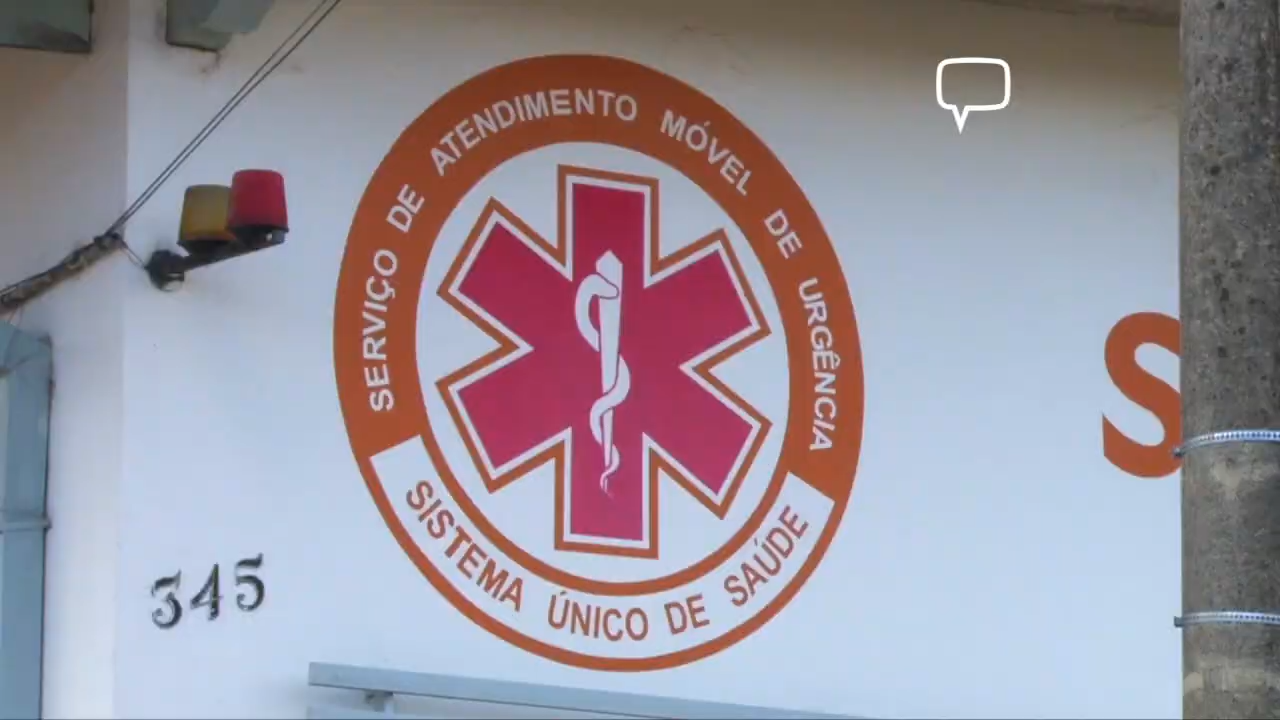 SERVIÇO DE ATENDIMENTO MÓVEL DE URGÊNCIA
SISTEMA ÚNICO DE SAÚDE
S
345